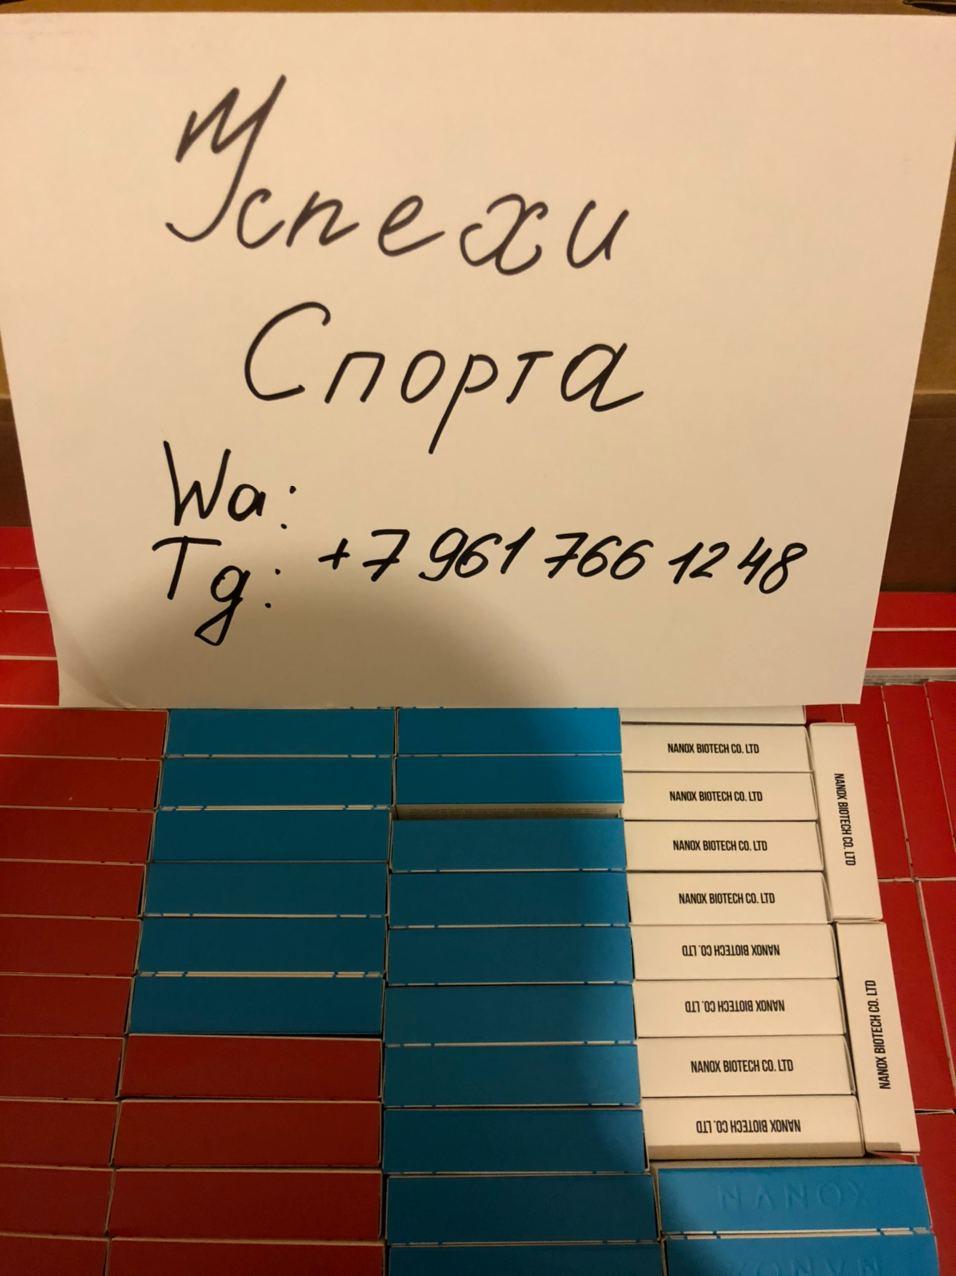 Успехи
Спорта
Wa:
Tg: +7 961 766 12 48
NANOX BIOTECH CO. LTD
NANOX BIOTECH CO. LTD
NANOX BIOTECH CO. LTD
NANOX BIOTECH CO. LTD
NANOX BIOTECH CO. LTD
NANOX BIOTECH CO. LTD
NANOX BIOTECH CO. LTD
NANOX BIOTECH CO. LTD
NANOX BIOTECH CO. LTD
NANOX BIOTECH CO. LTD
NANOX
NANOX